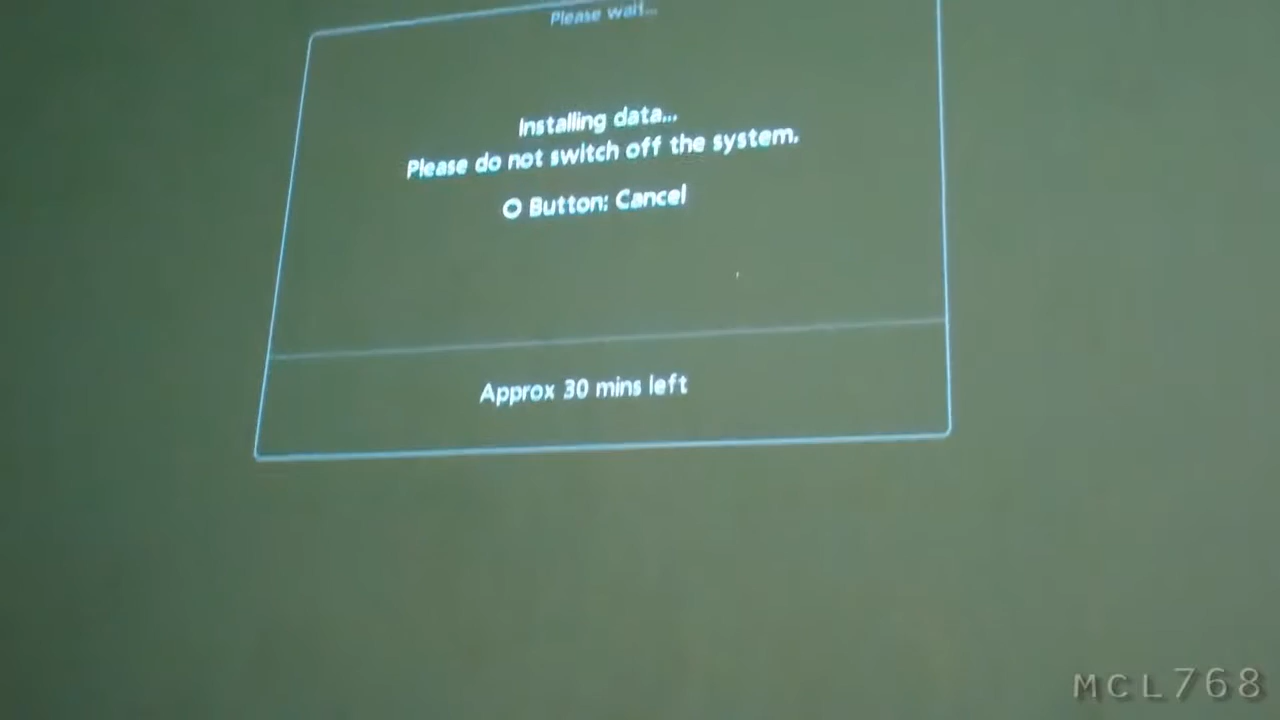 Please wait...
Installing data...
Please do not switch off the system.
O Button: Cancel
Approx 30 mins left
MCL768